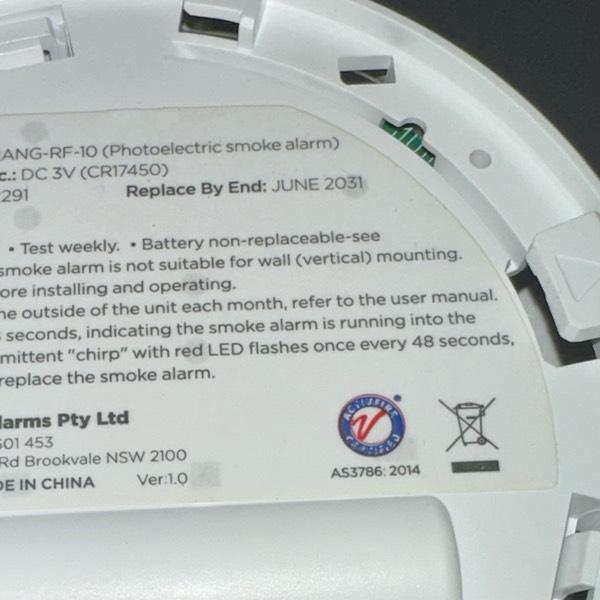 ANG-RF-10 (Photoelectric smoke alarm)
c.: DC 3V (CR17450)
291 Replace By End: JUNE 2031
• Test weekly. • Battery non-replaceable-see
smoke alarm is not suitable for wall (vertical) mounting.
ore installing and operating.
he outside of the unit each month, refer to the user manual.
seconds, indicating the smoke alarm is running into the
mittent "chirp" with red LED flashes once every 48 seconds,
replace the smoke alarm.
larms Pty Ltd
601 453
Rd Brookvale NSW 2100
DE IN CHINA Ver:1.0
ACTIVFIRE
CERTIFIED
AS3786: 2014